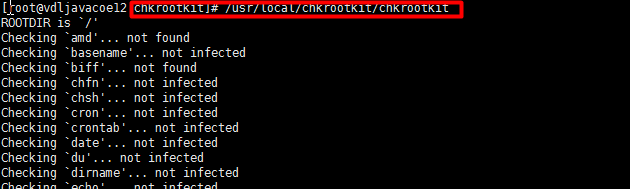 [root@vdljavacoe12 chkrootkit]# /usr/local/chkrootkit/chkrootkit
ROOTDIR is `/'
Checking `amd'... not found
Checking `basename'... not infected
Checking `biff'... not found
Checking `chfn'... not infected
Checking `chsh'... not infected
Checking `cron'... not infected
Checking `crontab'... not infected
Checking `date'... not infected
Checking `du'... not infected
Checking `dirname'... not infected
Checking `echo'... not infected